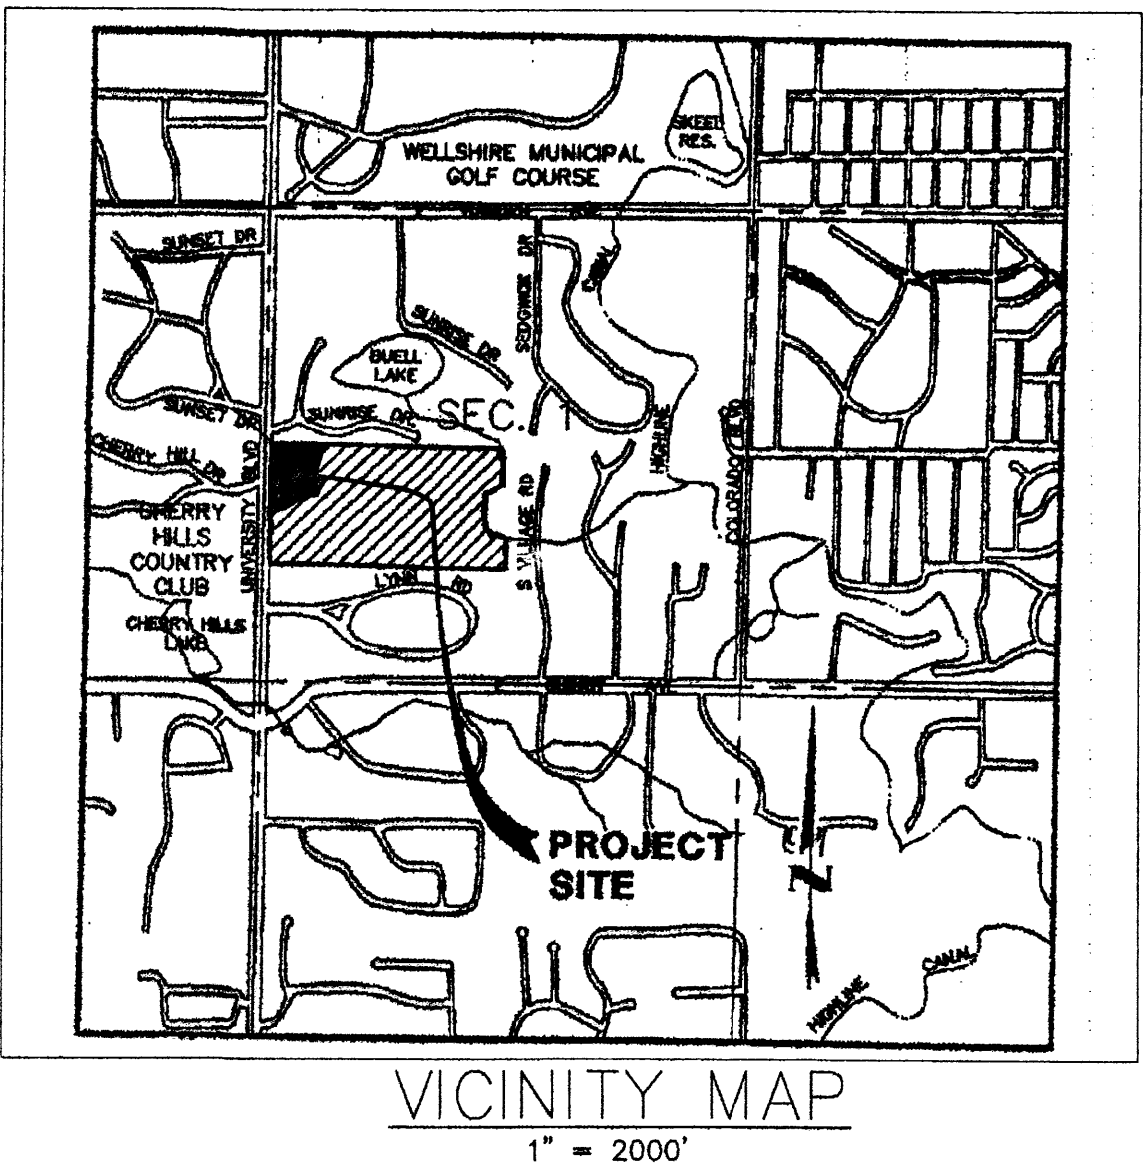 SKEET
RES.
WELLSHIRE MUNICIPAL
GOLF COURSE
SUNSET DR
SEDGWICK DR
CANAL
SUNRISE DR
BUELL
LAKE
SUNSET DR
SUNRISE DR
SEC. 1
HIGHLINE
COLORADO BLVD
CHERRY HILL DR
UNIVERSITY BLVD
S VILLAGE RD
CHERRY
HILLS
COUNTRY
CLUB
LYNN RD
CHERRY HILLS
LAKE
PROJECT
SITE
N
HIGHLINE CANAL
VICINITY MAP
1" = 2000'